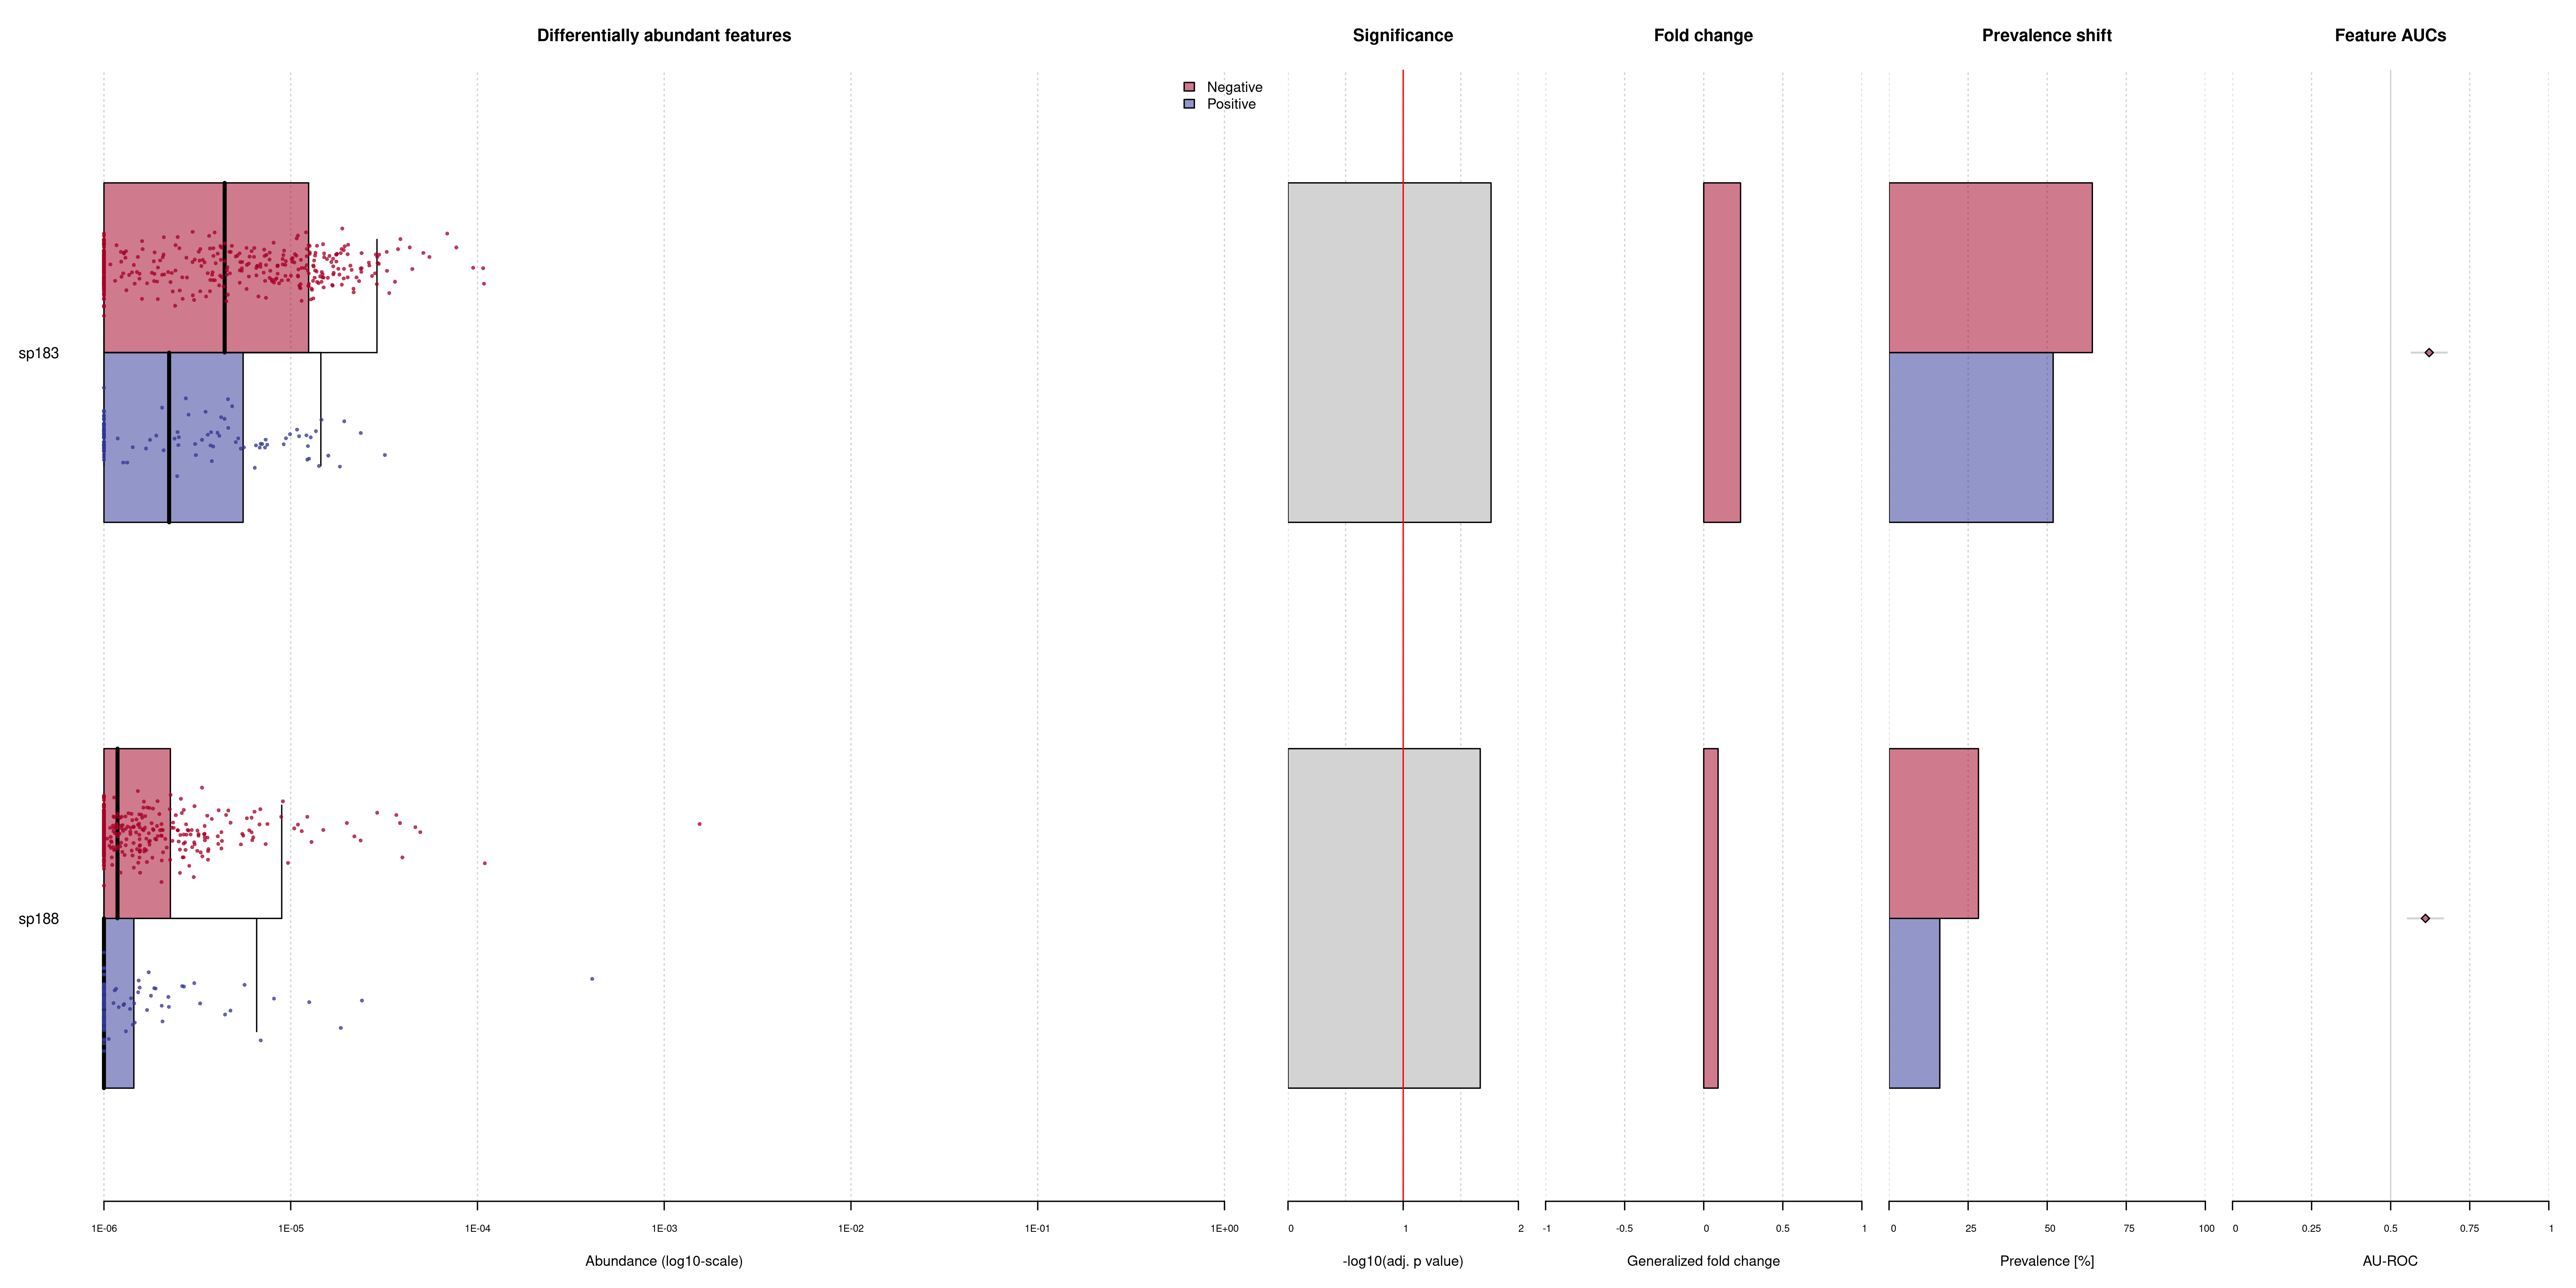 Differentially abundant features
Significance
Fold change
Prevalence shift
Feature AUCs
Negative
Positive
sp183
sp188
1E-06 1E-05 1E-04 1E-03 1E-02 1E-01 1E+00
0 1 2
-1 -0.5 0 0.5 1
0 25 50 75 100
0 0.25 0.5 0.75 1
Abundance (log10-scale)
-log10(adj. p value)
Generalized fold change
Prevalence [%]
AU-ROC